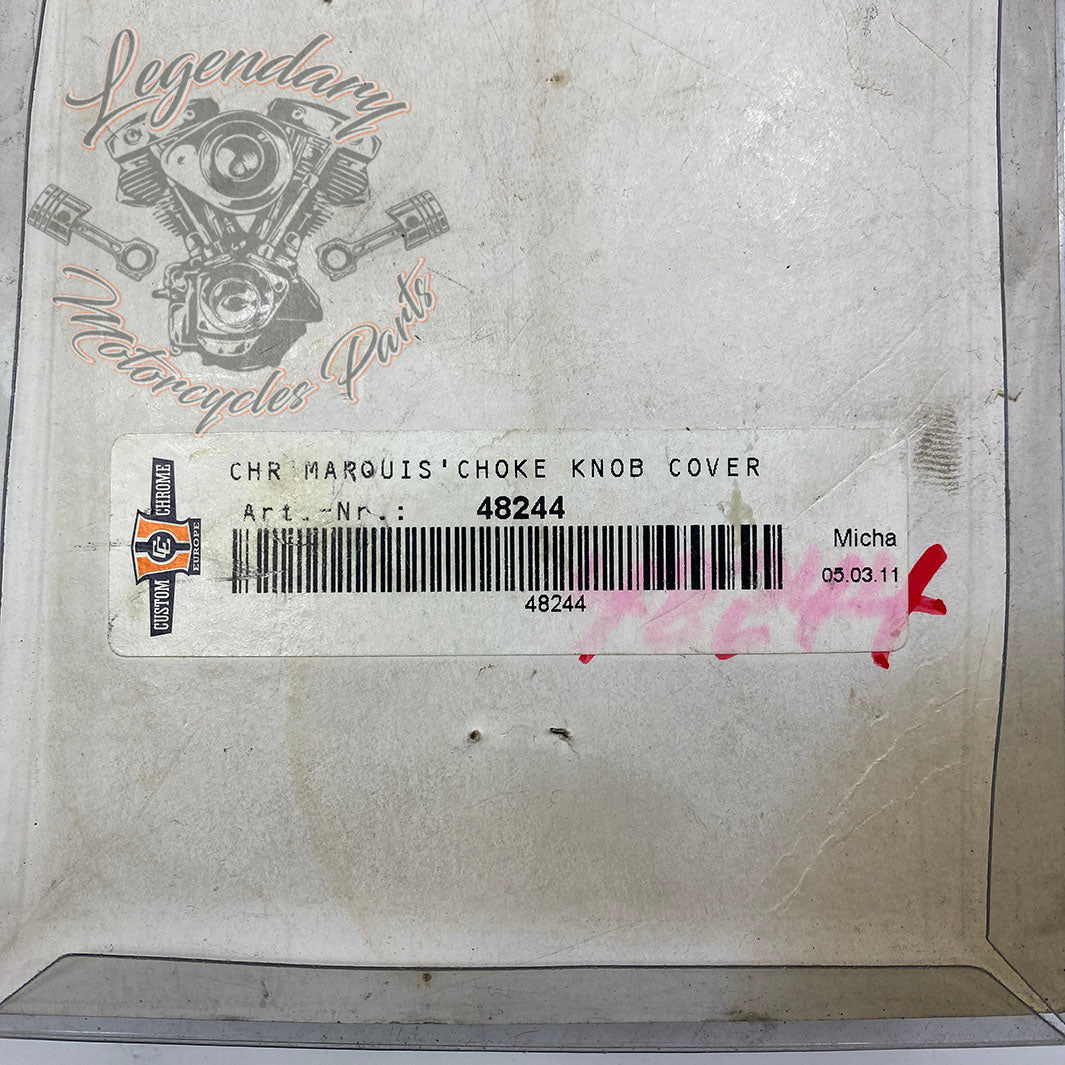 Legendary
Motorcycles Parts
CHR MARQUIS'CHOKE KNOB COVER
Art.-Nr.: 48244
48244
Micha
05.03.11
CUSTOM CHROME
EUROPE